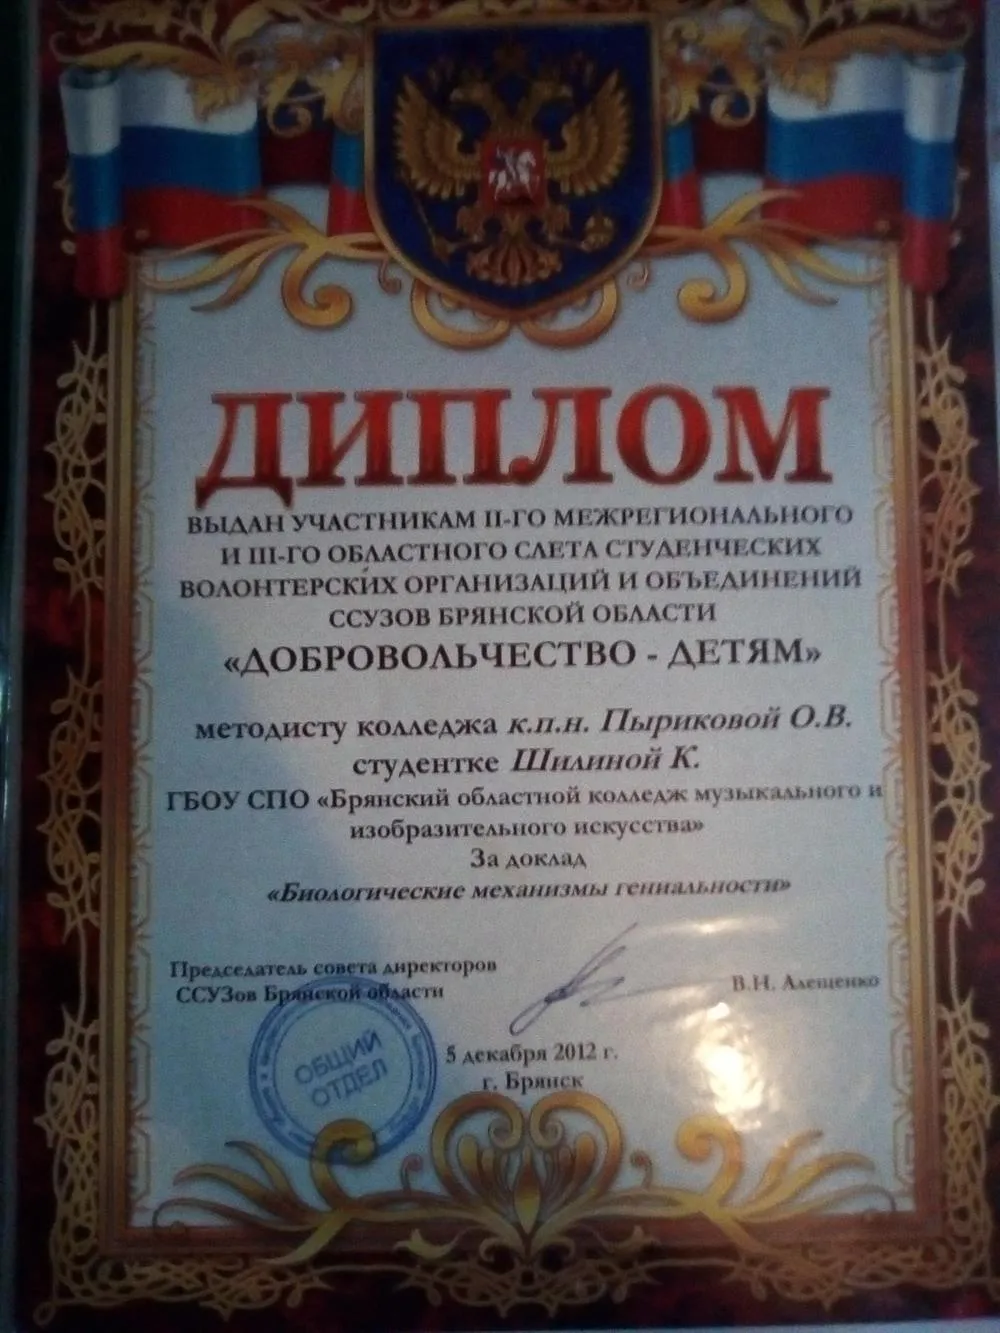 ДИПЛОМ
ВЫДАН УЧАСТНИКАМ II-ГО МЕЖРЕГИОНАЛЬНОГО
И III-ГО ОБЛАСТНОГО СЛЕТА СТУДЕНЧЕСКИХ
ВОЛОНТЕРСКИХ ОРГАНИЗАЦИЙ И ОБЪЕДИНЕНИЙ
ССУЗОВ БРЯНСКОЙ ОБЛАСТИ
«ДОБРОВОЛЬЧЕСТВО - ДЕТЯМ»
методисту колледжа к.п.н. Пыриковой О.В.
студентке Шилиной К.
ГБОУ СПО «Брянский областной колледж музыкального и
изобразительного искусства»
За доклад
«Биологические механизмы гениальности»
Председатель совета директоров
ССУЗов Брянской области
В.Н. Алещенко
ОБЩИЙ
ОТДЕЛ
5 декабря 2012 г.
г. Брянск